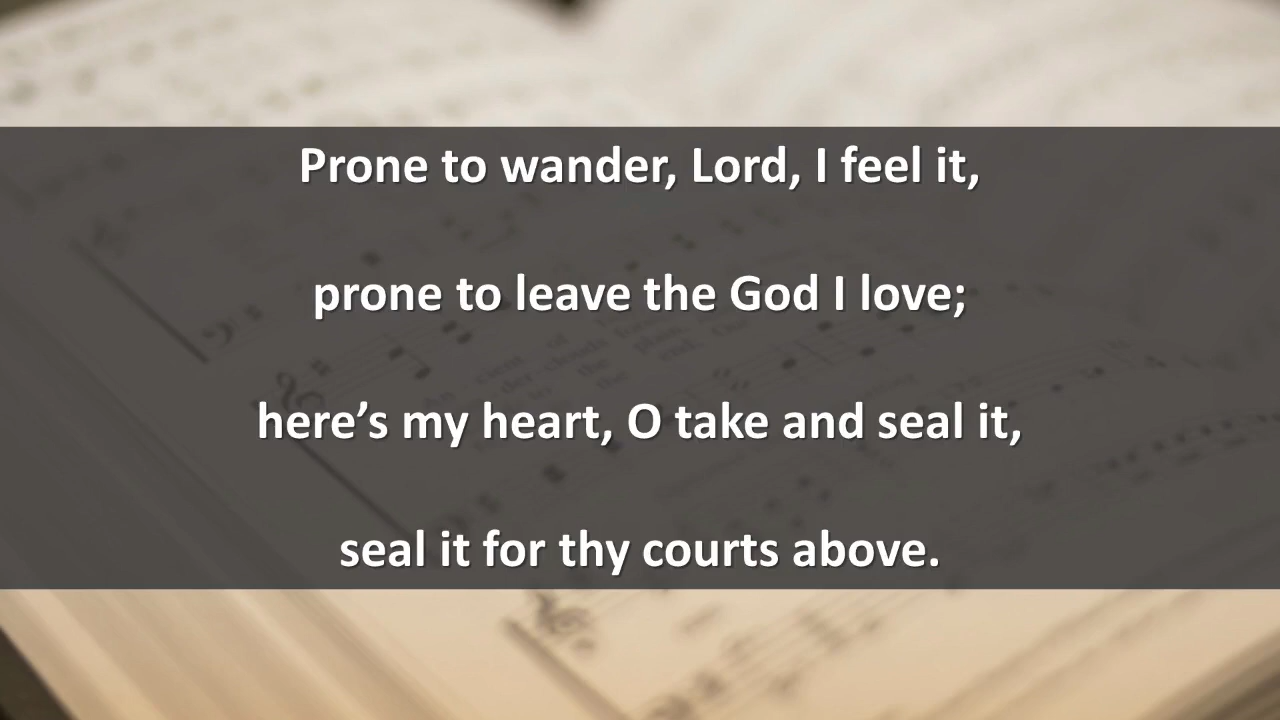 Prone to wander, Lord, I feel it,
prone to leave the God I love;
here’s my heart, O take and seal it,
seal it for thy courts above.